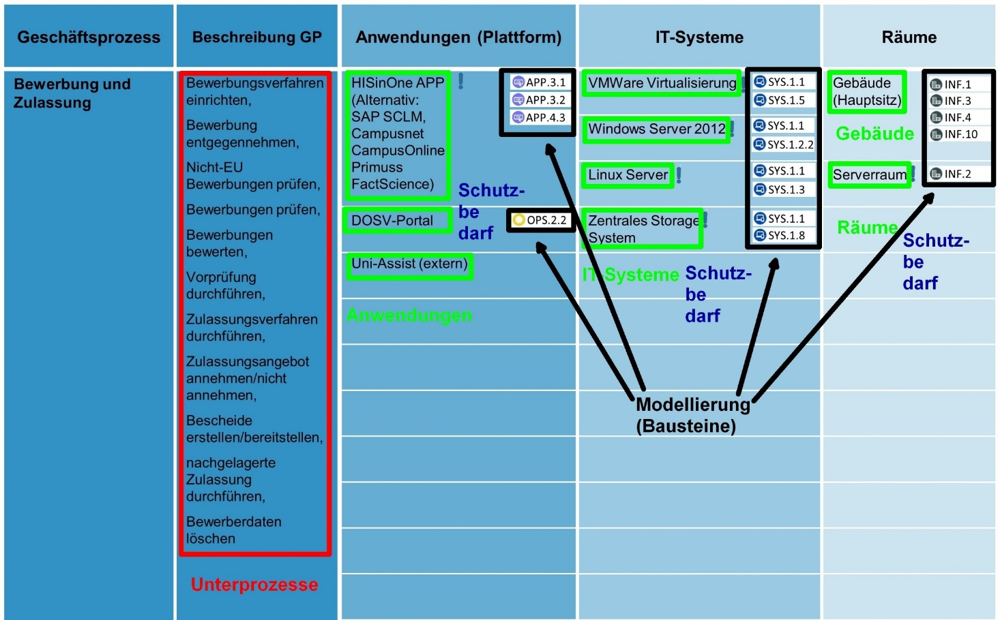 Geschäftsprozess
Beschreibung GP
Anwendungen (Plattform)
IT-Systeme
Räume
Bewerbung und
Zulassung
Bewerbungsverfahren
einrichten,
Bewerbung
entgegennehmen,
Nicht-EU
Bewerbungen prüfen,
Bewerbungen prüfen,
Bewerbungen
bewerten,
Vorprüfung
durchführen,
Zulassungsverfahren
durchführen,
Zulassungsangebot
annehmen/nicht
annehmen,
Bescheide
erstellen/bereitstellen,
nachgelagerte
Zulassung
durchführen,
Bewerberdaten
löschen
Unterprozesse
HISinOne APP
(Alternativ:
SAP SCLM,
Campusnet
CampusOnline
Primuss
FactScience)
!
APP.3.1
APP.3.2
APP.4.3
Schutz-
be
darf
DOSV-Portal
OPS.2.2
Uni-Assist (extern)
Anwendungen
VMWare Virtualisierung
!
SYS.1.1
SYS.1.5
Windows Server 2012
!
SYS.1.1
SYS.1.2.2
Linux Server
!
SYS.1.1
SYS.1.3
Zentrales Storage
System
!
SYS.1.1
SYS.1.8
IT-Systeme
Schutz-
be
darf
Modellierung
(Bausteine)
Gebäude
(Hauptsitz)
INF.1
INF.3
INF.4
INF.10
Gebäude
Serverraum
!
INF.2
Räume
Schutz-
be
darf